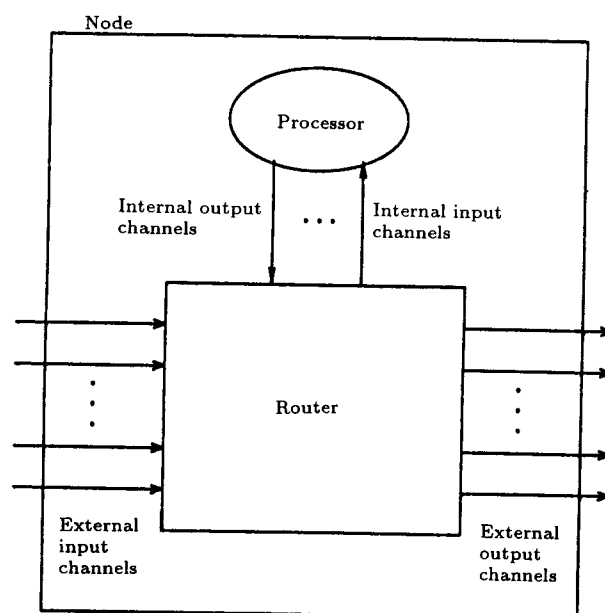 Node
Processor
Internal output
channels
Internal input
channels
Router
External
input
channels
External
output
channels